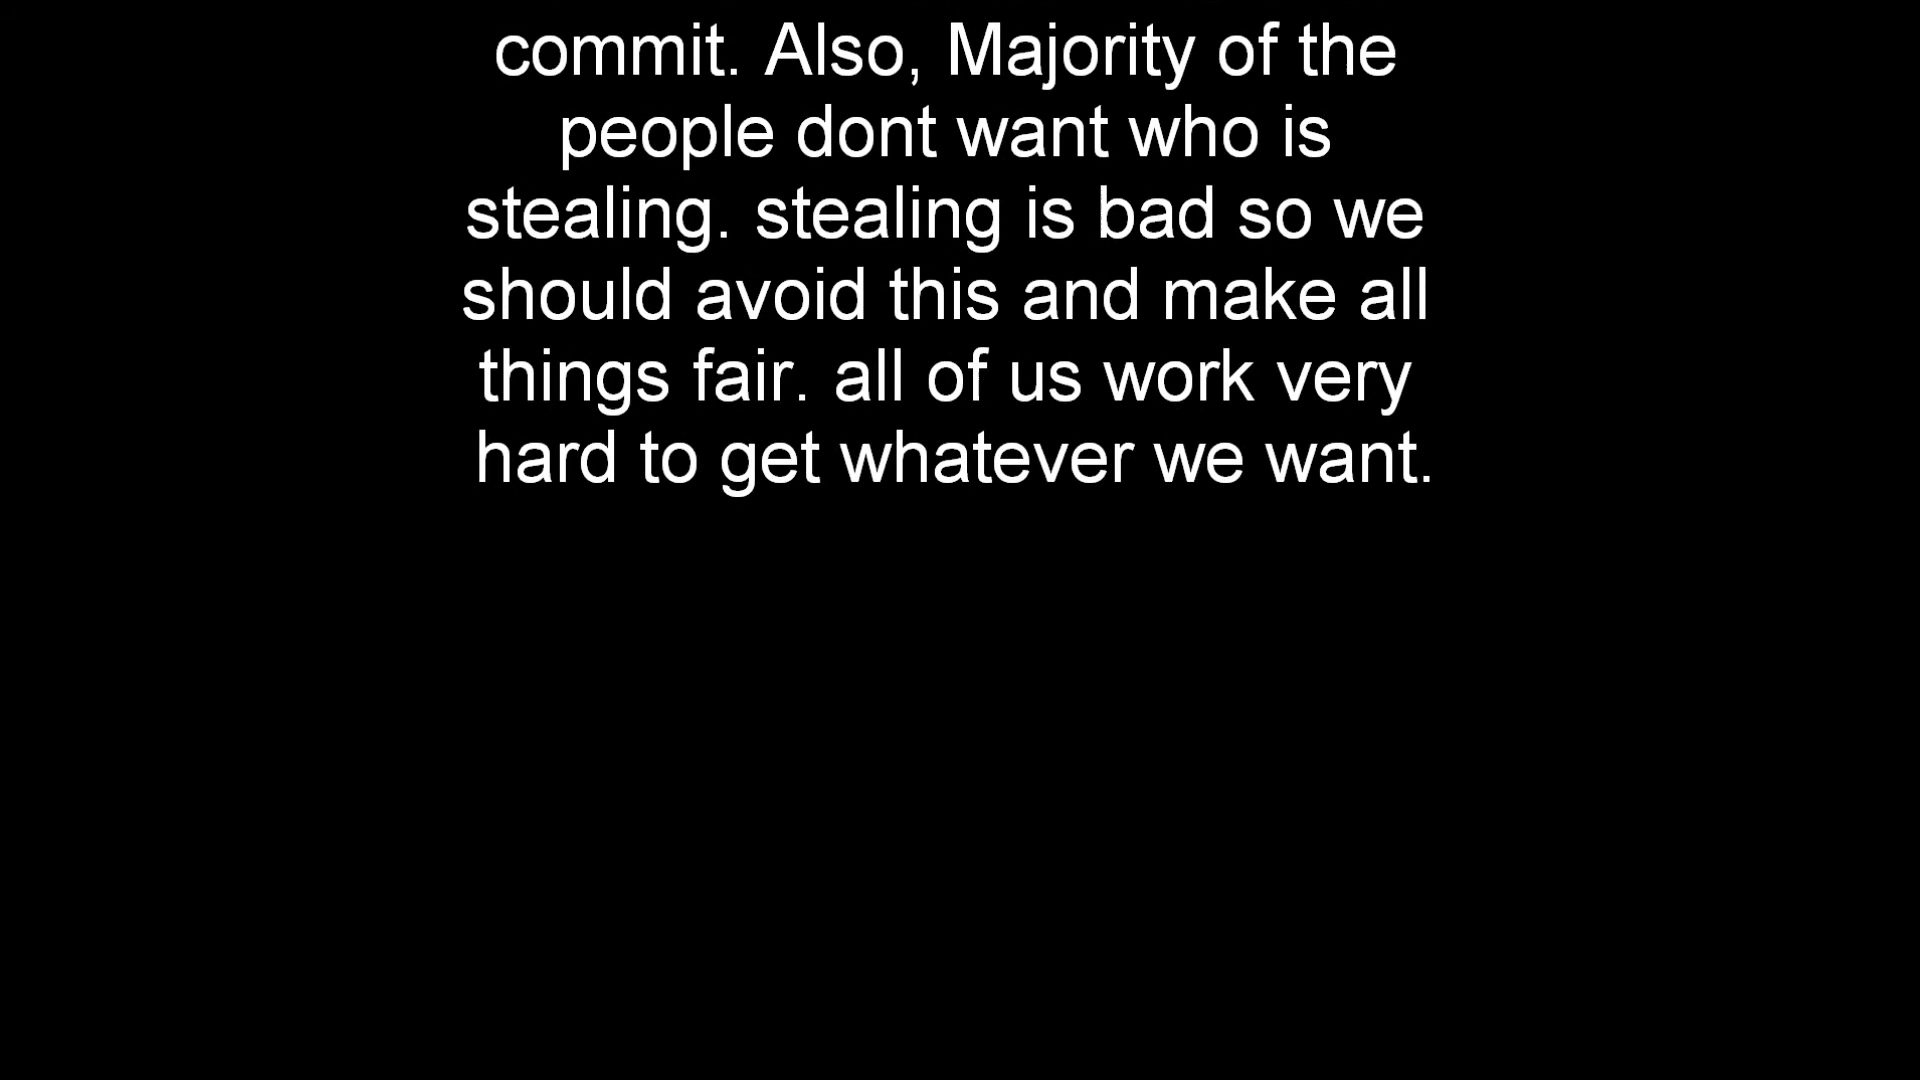 commit. Also, Majority of the
people dont want who is
stealing. stealing is bad so we
should avoid this and make all
things fair. all of us work very
hard to get whatever we want.